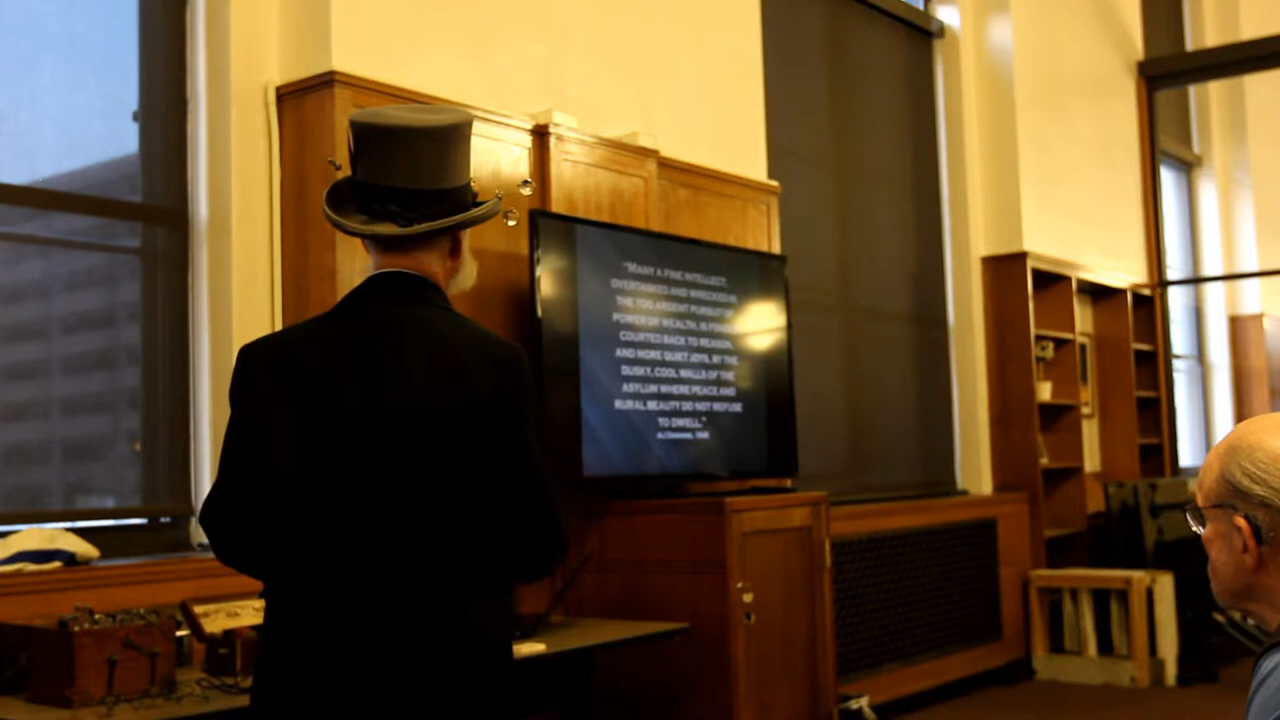 "MANY A FINE INTELLECT,
OVERTASKED AND WRECKED IN
THE TOO ARDENT PURSUIT OF
POWER OR WEALTH, IS FOND
COURTED BACK TO REASON,
AND MORE QUIET JOYS, BY THE
DUSKY, COOL WALLS OF THE
ASYLUM WHERE PEACE AND
RURAL BEAUTY DO NOT REFUSE
TO DWELL."